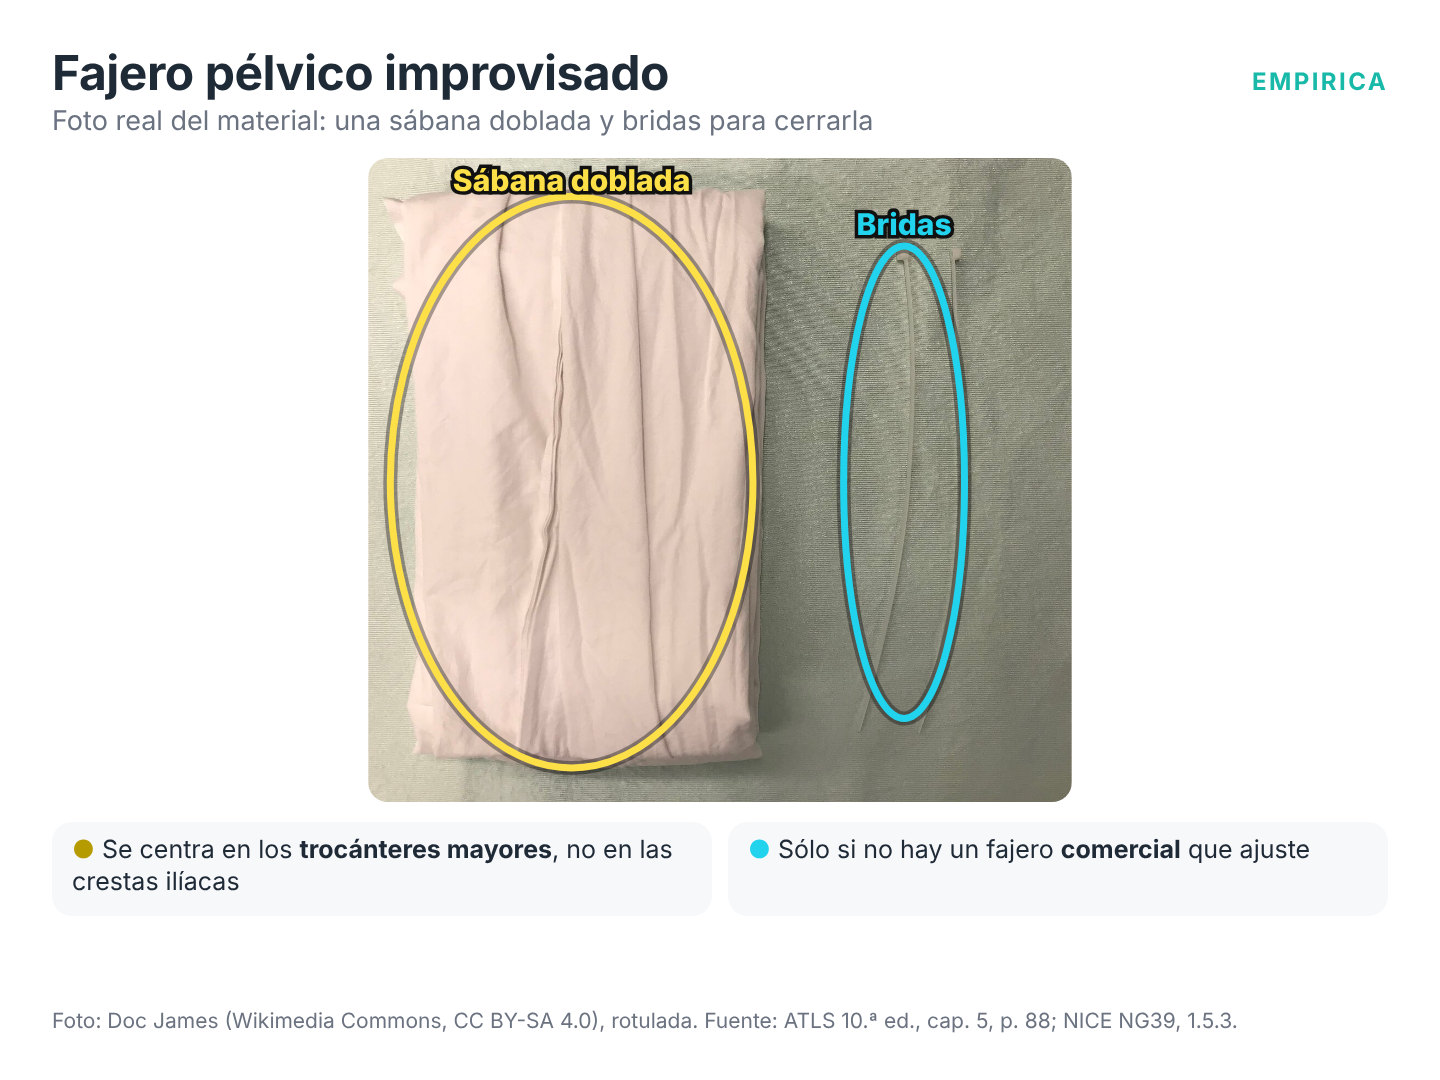 Fajero pélvico improvisado
EMPIRICA
Foto real del material: una sábana doblada y bridas para cerrarla
Sábana doblada
Bridas
Se centra en los trocánteres mayores, no en las
crestas ilíacas
Sólo si no hay un fajero comercial que ajuste
Foto: Doc James (Wikimedia Commons, CC BY-SA 4.0), rotulada. Fuente: ATLS 10.ª ed., cap. 5, p. 88; NICE NG39, 1.5.3.